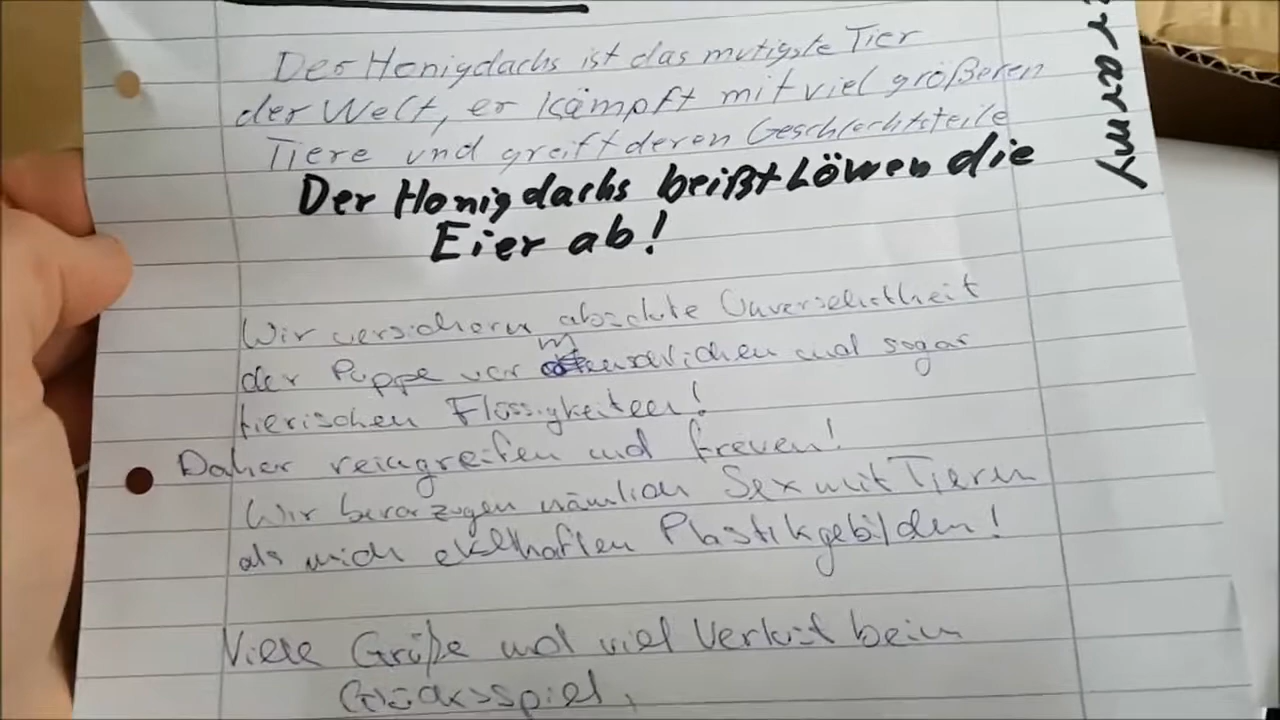 Der Honigdachs ist das mutigste Tier
der Welt, er kämpft mit viel größeren
Tiere und greift deren Geschlechtsteile
Der Honigdachs beißt Löwen die
Eier ab!
Wir versichern absolute Unversehrtheit
der Puppe vor menschlichen und sogar
tierischen Flüssigkeiten!
Daher reingreifen und freuen!
Wir bevorzugen nämlich Sex mit Tieren
als mich ekelhaften Plastikgebilden!
Viele Grüße und viel Verlust beim
Glücksspiel,